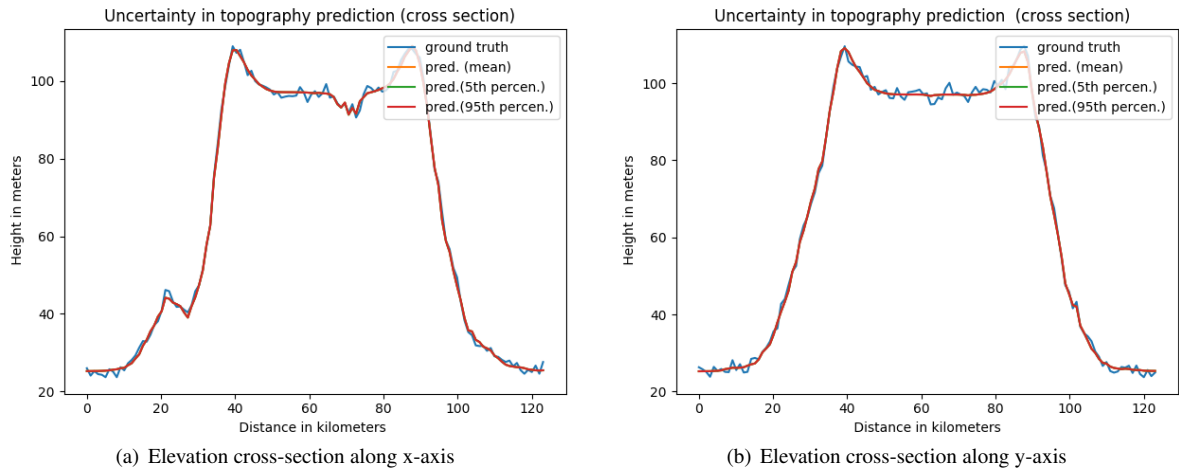 Uncertainty in topography prediction (cross section)
ground truth
pred. (mean)
pred.(5th percen.)
pred.(95th percen.)
Height in meters
100
80
60
40
20
0 20 40 60 80 100 120
Distance in kilometers
(a) Elevation cross-section along x-axis
Uncertainty in topography prediction (cross section)
ground truth
pred. (mean)
pred.(5th percen.)
pred.(95th percen.)
Height in meters
100
80
60
40
20
0 20 40 60 80 100 120
Distance in kilometers
(b) Elevation cross-section along y-axis